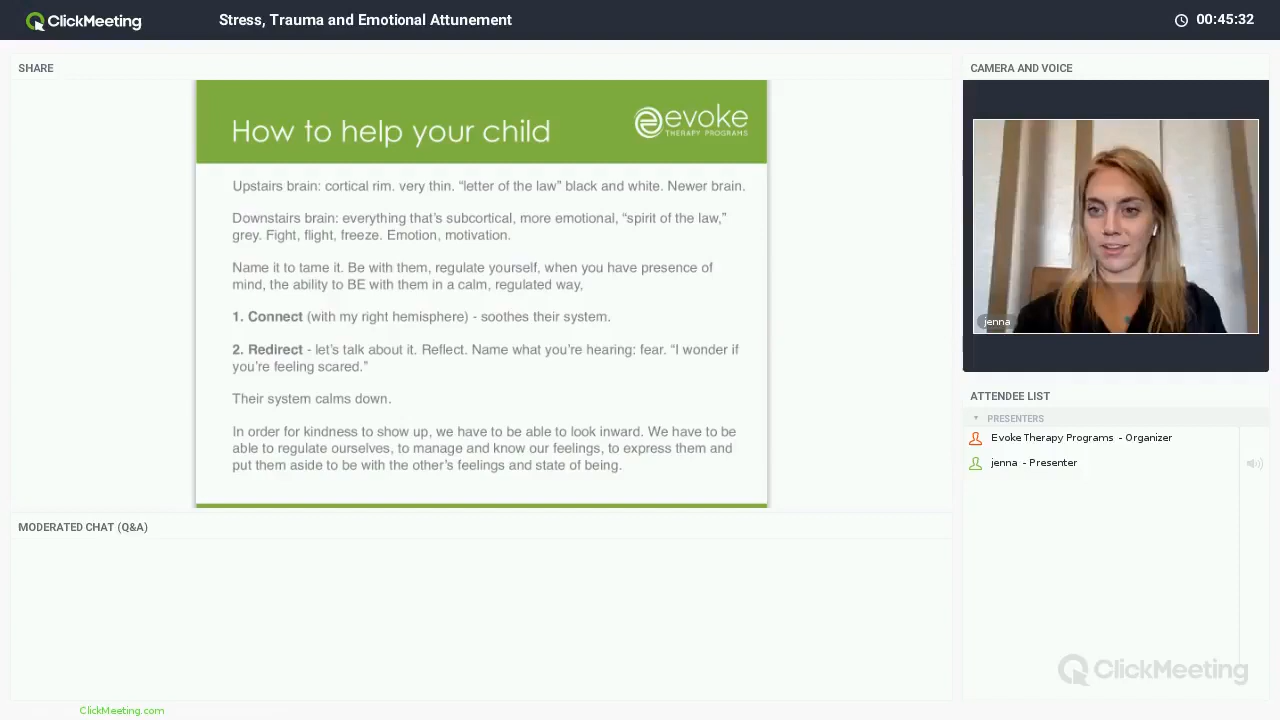 ClickMeeting
Stress, Trauma and Emotional Attunement
00:45:32
SHARE
How to help your child
evoke
THERAPY PROGRAMS
Upstairs brain: cortical rim. very thin. “letter of the law” black and white. Newer brain.
Downstairs brain: everything that’s subcortical, more emotional, “spirit of the law,”
grey. Fight, flight, freeze. Emotion, motivation.
Name it to tame it. Be with them, regulate yourself, when you have presence of
mind, the ability to BE with them in a calm, regulated way,
1. Connect (with my right hemisphere) - soothes their system.
2. Redirect - let’s talk about it. Reflect. Name what you’re hearing: fear. “I wonder if
you’re feeling scared.”
Their system calms down.
In order for kindness to show up, we have to be able to look inward. We have to be
able to regulate ourselves, to manage and know our feelings, to express them and
put them aside to be with the other’s feelings and state of being.
MODERATED CHAT (Q&A)
CAMERA AND VOICE
jenna
ATTENDEE LIST
PRESENTERS
Evoke Therapy Programs - Organizer
jenna - Presenter
ClickMeeting
ClickMeeting.com